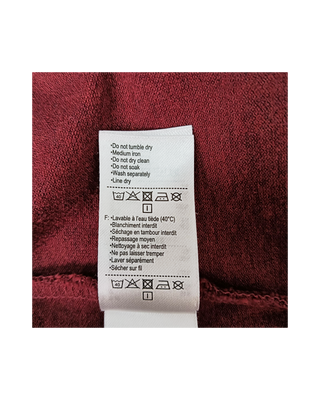 •Do not tumble dry
•Medium iron
•Do not dry clean
•Do not soak
•Wash separately
•Line dry
40
F: •Lavable à l'eau tiède (40°C)
•Blanchiment interdit
•Séchage en tambour interdit
•Repassage moyen
•Nettoyage à sec interdit
•Ne pas laisser tremper
•Laver séparément
•Sécher sur fil
40